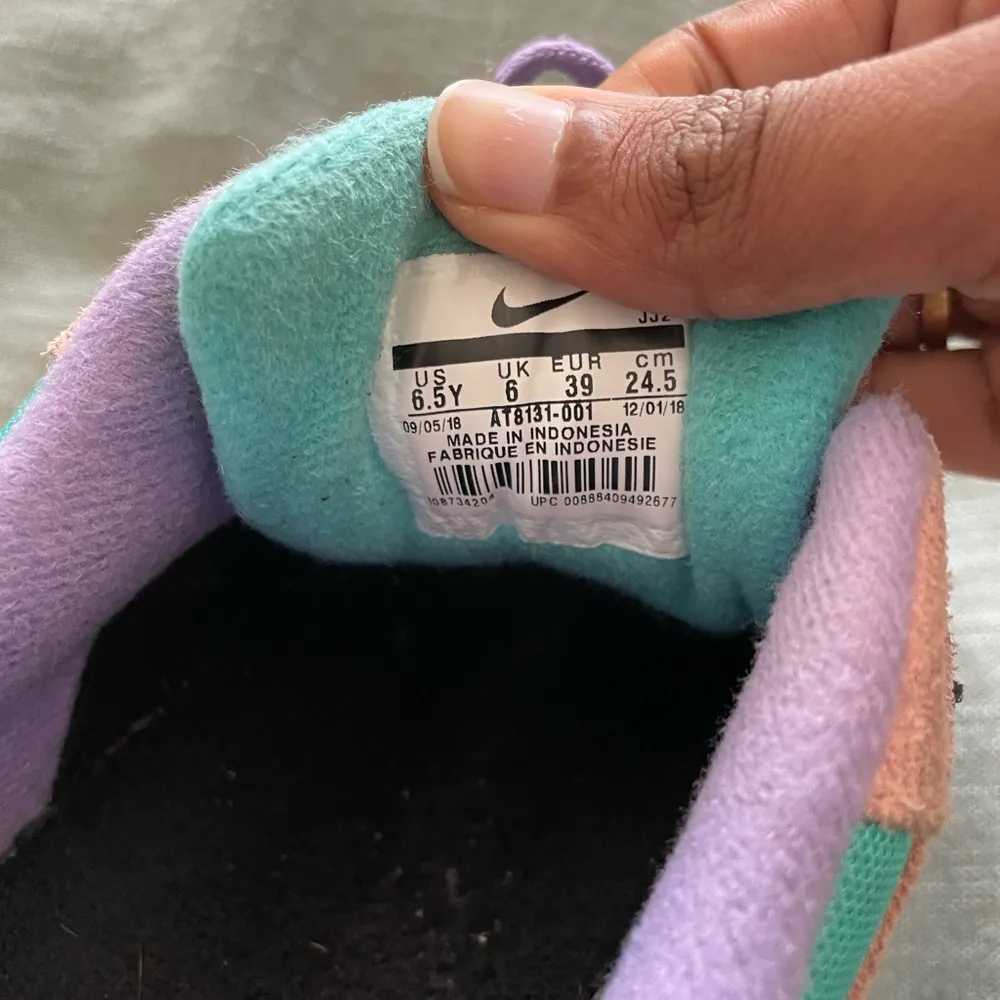 US UK EUR cm
6.5Y 6 39 24.5
09/05/18 AT8131-001 12/01/18
MADE IN INDONESIA
FABRIQUE EN INDONESIE
UPC 00888409492677